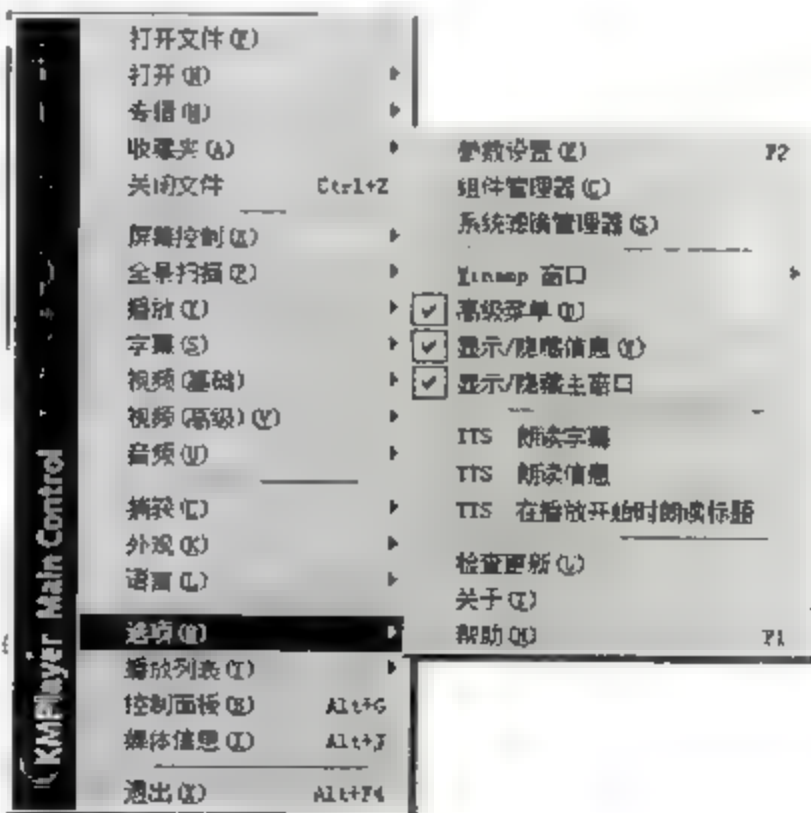 打开文件(F)
打开(N)
专辑(M)
收藏夹(A)
关闭文件 Ctrl+Z
屏幕控制(X)
全景扫描(P)
播放(Y)
字幕(S)
视频(基础)
视频(高级)(V)
音频(U)
捕获(C)
外观(K)
语言(L)
选项(M)
播放列表(T)
控制面板(E) Alt+G
媒体信息(I) Alt+J
退出(X) Alt+F4
KMPlayer Main Control
参数设置(Z) F2
组件管理器(C)
系统滤镜管理器(S)
Winamp 窗口
高级菜单(D)
显示/隐藏信息(Y)
显示/隐藏主窗口
TTS 朗读字幕
TTS 朗读信息
TTS 在播放开始时朗读标题
检查更新(U)
关于(T)
帮助(H) F1